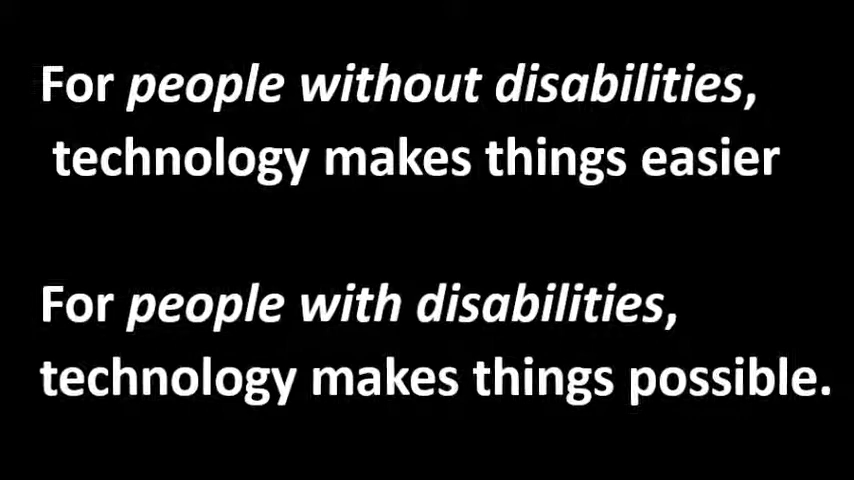 For people without disabilities,
technology makes things easier
For people with disabilities,
technology makes things possible.